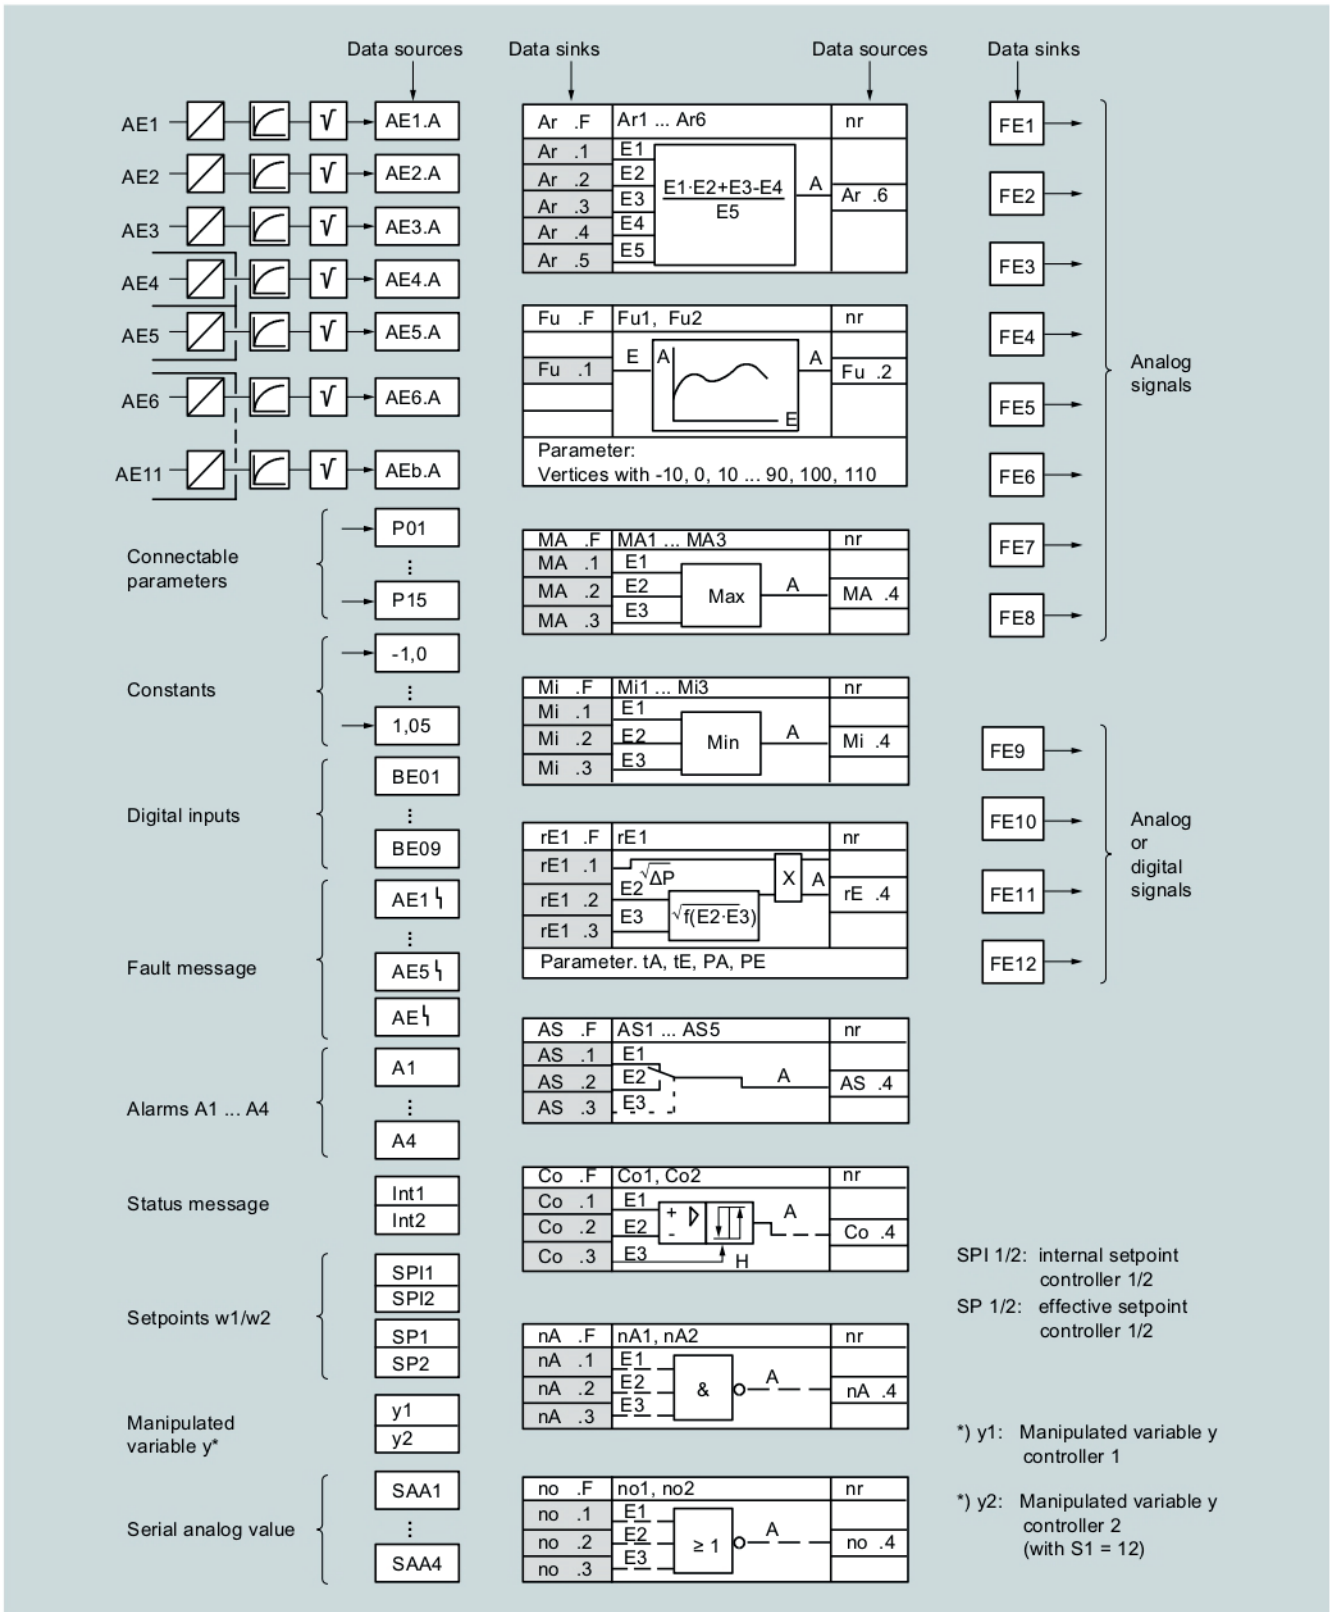 Data sources
Data sinks
Data sources
Data sinks
AE1
√
AE1.A
AE2
√
AE2.A
AE3
√
AE3.A
AE4
√
AE4.A
AE5
√
AE5.A
AE6
√
AE6.A
AE11
√
AEb.A
Connectable
parameters
P01
⋮
P15
Constants
-1,0
⋮
1,05
Digital inputs
BE01
⋮
BE09
Fault message
AE1
⋮
AE5
AE
Alarms A1 ... A4
A1
⋮
A4
Status message
Int1
Int2
Setpoints w1/w2
SPI1
SPI2
SP1
SP2
Manipulated
variable y*
y1
y2
Serial analog value
SAA1
⋮
SAA4
Ar .F Ar1 ... Ar6 nr
Ar .1 E1
Ar .2 E2
Ar .3 E3
Ar .4 E4
Ar .5 E5
E1·E2+E3-E4
E5
A
Ar .6
Fu .F Fu1, Fu2 nr
Fu .1 E A E A Fu .2
Parameter:
Vertices with -10, 0, 10 ... 90, 100, 110
MA .F MA1 ... MA3 nr
MA .1 E1
MA .2 E2 Max A MA .4
MA .3 E3
Mi .F Mi1 ... Mi3 nr
Mi .1 E1
Mi .2 E2 Min A Mi .4
Mi .3 E3
rE1 .F rE1 nr
rE1 .1 √ΔP X A
rE1 .2 E2 rE .4
rE1 .3 E3 √f(E2·E3)
Parameter. tA, tE, PA, PE
AS .F AS1 ... AS5 nr
AS .1 E1
AS .2 E2 A AS .4
AS .3 E3
Co .F Co1, Co2 nr
Co .1 E1 + A
Co .2 E2 - Co .4
Co .3 E3 H
nA .F nA1, nA2 nr
nA .1 E1
nA .2 E2 & A nA .4
nA .3 E3
no .F no1, no2 nr
no .1 E1
no .2 E2 ≥ 1 A no .4
no .3 E3
FE1
FE2
FE3
FE4
FE5
FE6
FE7
FE8
Analog
signals
FE9
FE10
FE11
FE12
Analog
or
digital
signals
SPI 1/2: internal setpoint
controller 1/2
SP 1/2: effective setpoint
controller 1/2
*) y1: Manipulated variable y
controller 1
*) y2: Manipulated variable y
controller 2
(with S1 = 12)